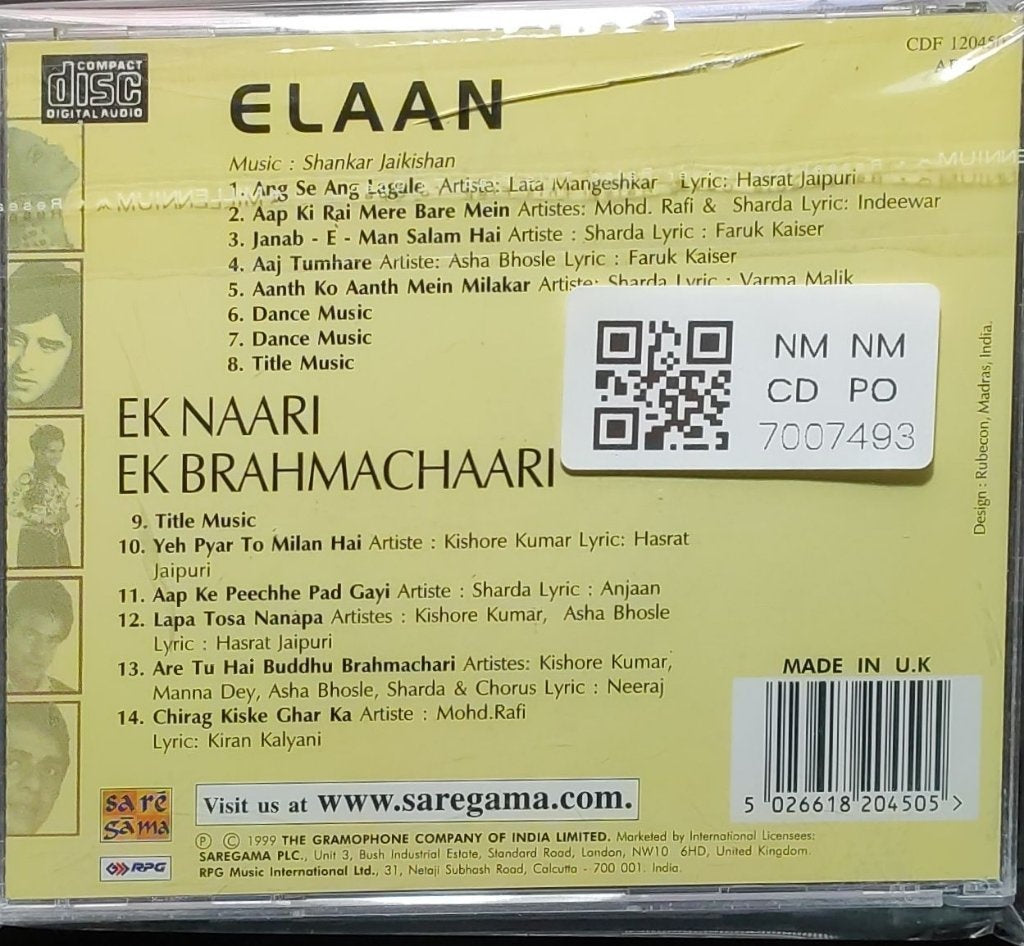 COMPACT
disc
DIGITAL AUDIO
CDF 120450
ELAAN
Music : Shankar Jaikishan
1. Ang Se Ang Lagale Artiste: Lata Mangeshkar Lyric: Hasrat Jaipuri
2. Aap Ki Rai Mere Bare Mein Artistes: Mohd. Rafi & Sharda Lyric: Indeewar
3. Janab - E - Man Salam Hai Artiste : Sharda Lyric : Faruk Kaiser
4. Aaj Tumhare Artiste: Asha Bhosle Lyric : Faruk Kaiser
5. Aanth Ko Aanth Mein Milakar Artiste: Sharda Lyric : Varma Malik
6. Dance Music
7. Dance Music
8. Title Music
NM NM
CD PO
7007493
EK NAARI
EK BRAHMACHAARI
9. Title Music
10. Yeh Pyar To Milan Hai Artiste : Kishore Kumar Lyric: Hasrat
Jaipuri
11. Aap Ke Peechhe Pad Gayi Artiste : Sharda Lyric : Anjaan
12. Lapa Tosa Nanapa Artistes : Kishore Kumar, Asha Bhosle
Lyric : Hasrat Jaipuri
13. Are Tu Hai Buddhu Brahmachari Artistes: Kishore Kumar,
Manna Dey, Asha Bhosle, Sharda & Chorus Lyric : Neeraj
14. Chirag Kiske Ghar Ka Artiste : Mohd.Rafi
Lyric: Kiran Kalyani
Design : Rubecon, Madras, India.
MADE IN U.K
5 026618 204505 >
sa rē
gāma
RPG
Visit us at www.saregama.com.
Ⓟ © 1999 THE GRAMOPHONE COMPANY OF INDIA LIMITED. Marketed by International Licensees:
SAREGAMA PLC., Unit 3, Bush Industrial Estate, Standard Road, London, NW10 6HD, United Kingdom.
RPG Music International Ltd., 31, Netaji Subhash Road, Calcutta - 700 001. India.